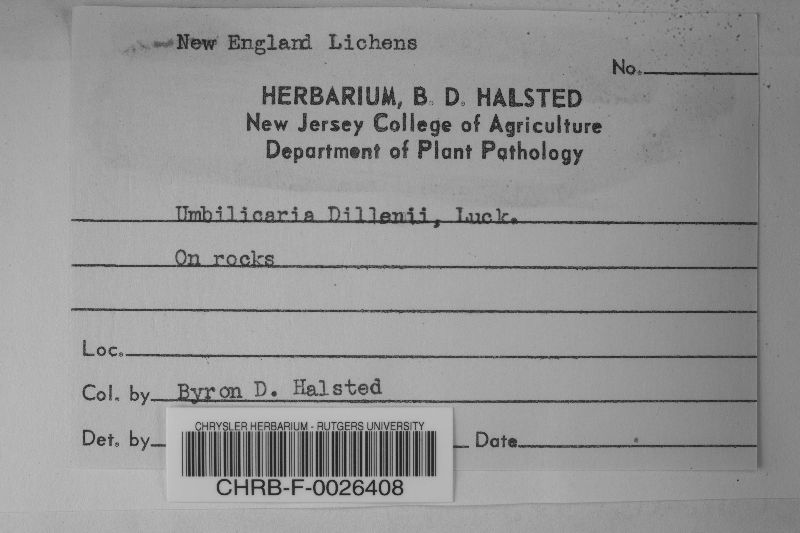 New England Lichens
No.
HERBARIUM, B. D. HALSTED
New Jersey College of Agriculture
Department of Plant Pathology
Umbilicaria Dillenii, Luck.
On rocks
Loc.
Col. by Byron D. Halsted
Det. by Date
CHRYSLER HERBARIUM - RUTGERS UNIVERSITY
CHRB-F-0026408